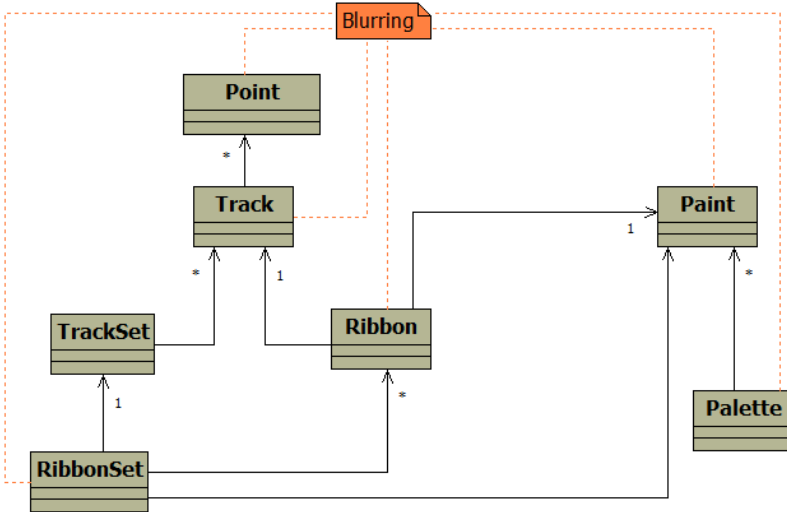 Blurring
Point
*
Track
Paint
1
*
1
*
TrackSet
Ribbon
1
*
Palette
RibbonSet